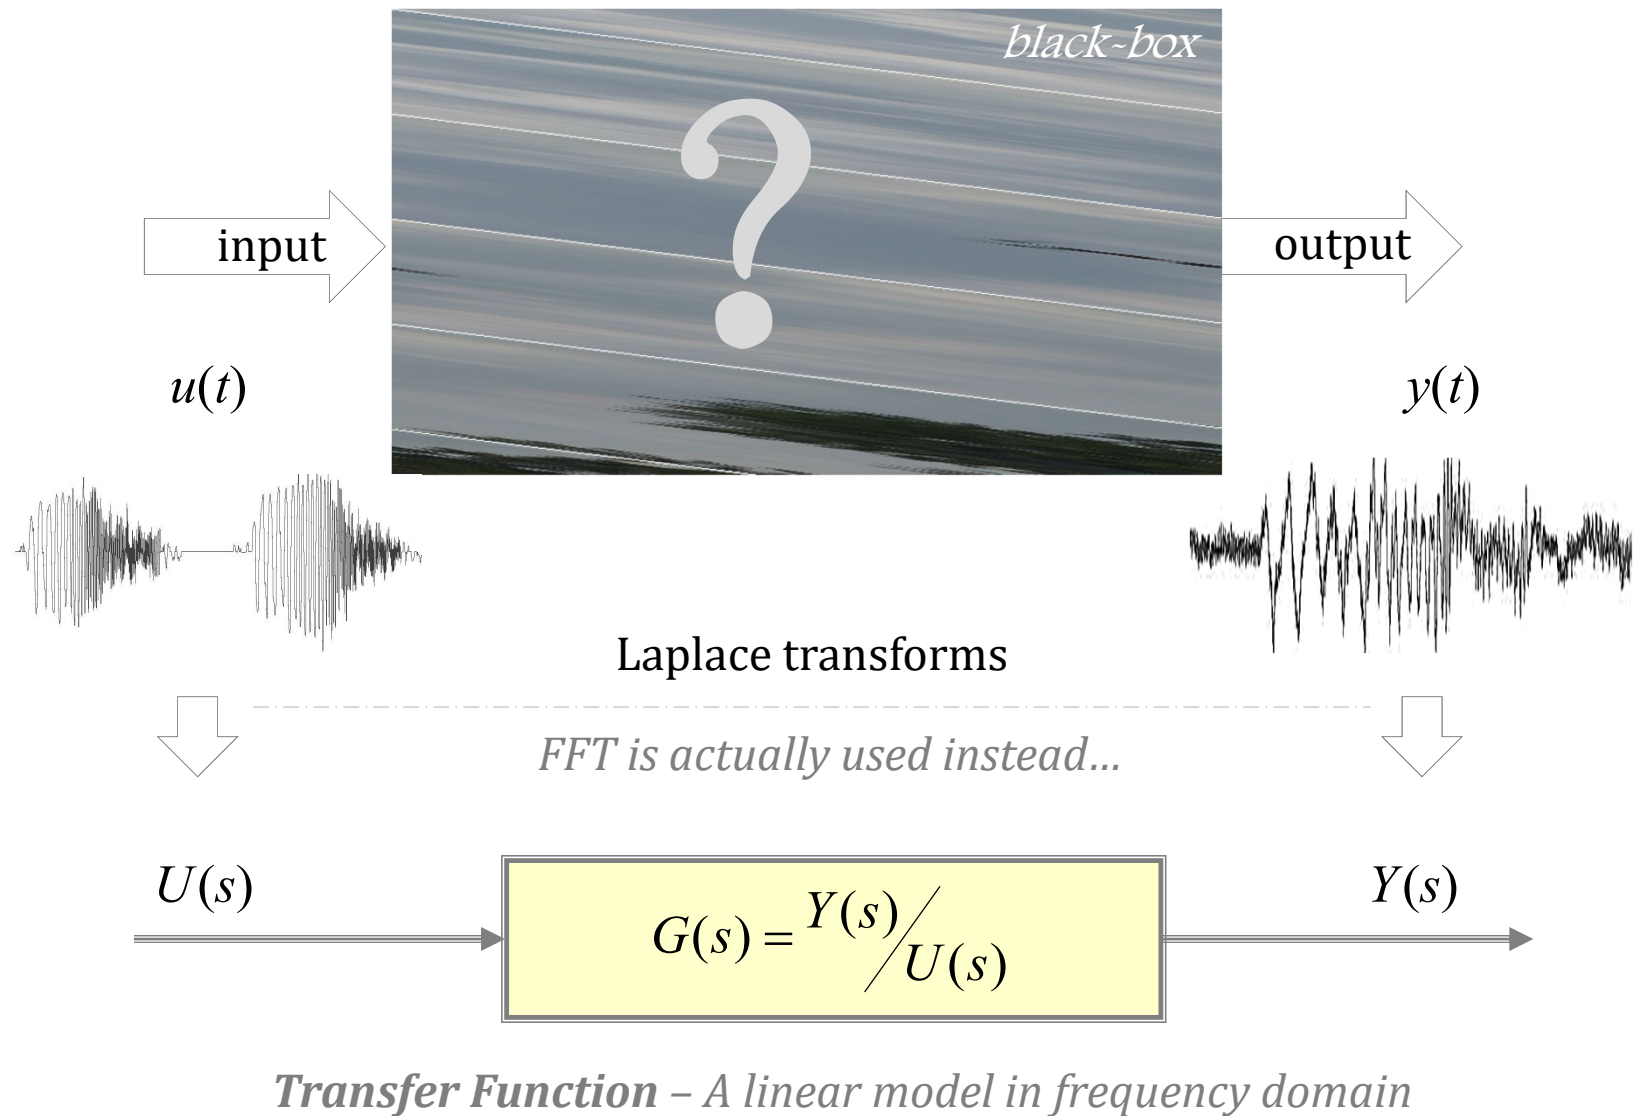 black-box
?
input
output
u(t)
y(t)
Laplace transforms
FFT is actually used instead…
U(s)
Y(s)
G(s) = Y(s)/U(s)
Transfer Function – A linear model in frequency domain